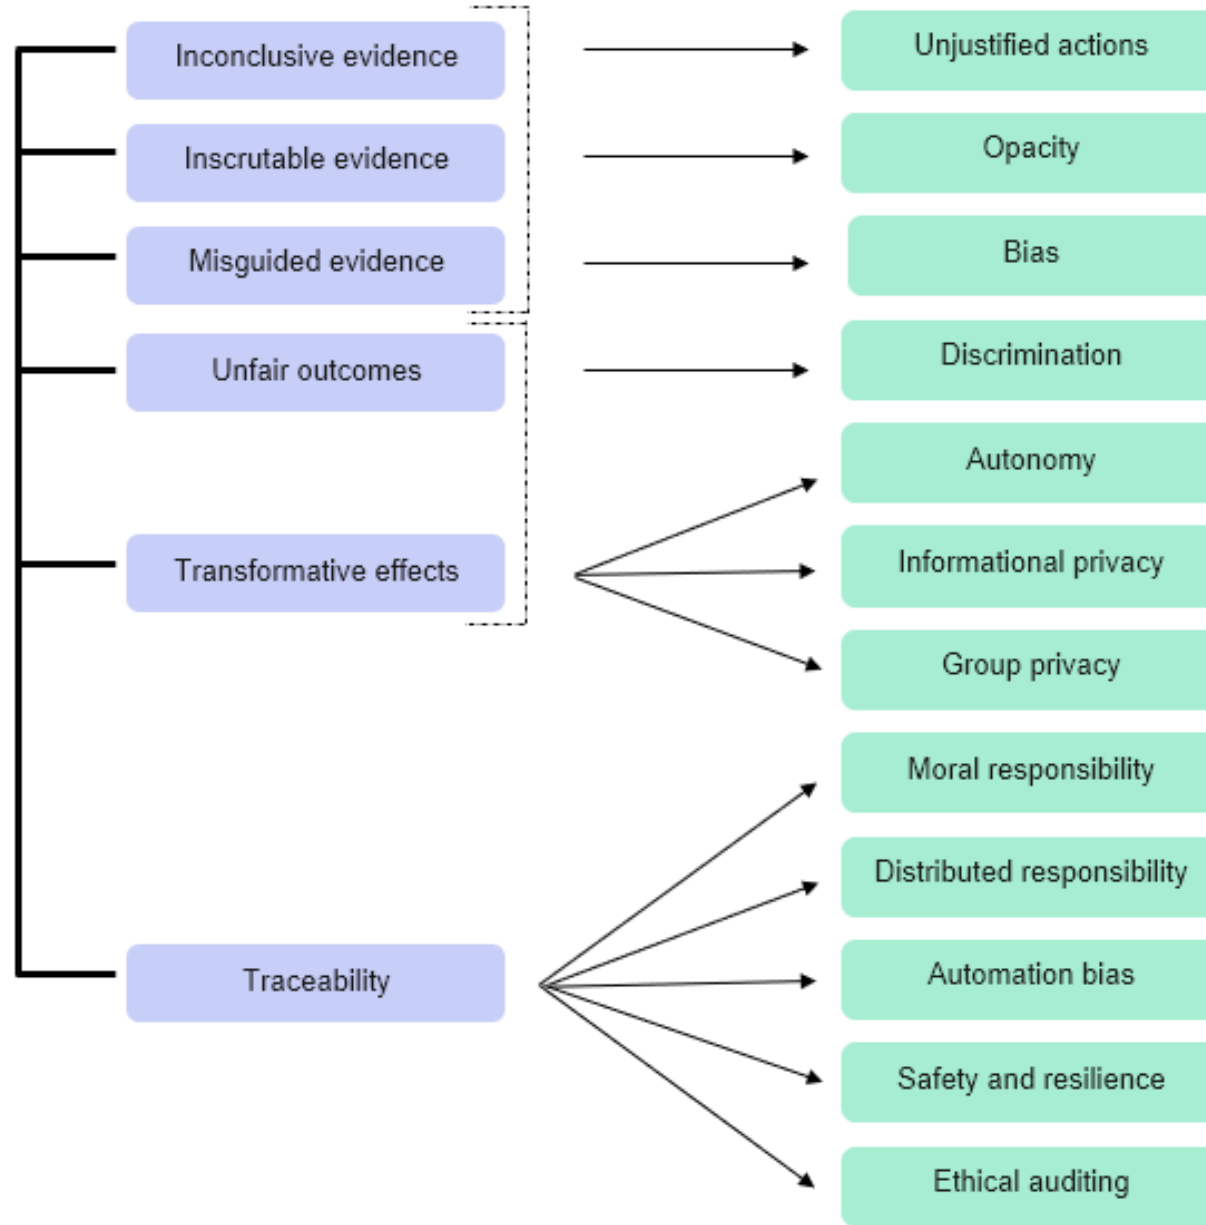 Inconclusive evidence
Unjustified actions
Inscrutable evidence
Opacity
Misguided evidence
Bias
Unfair outcomes
Discrimination
Autonomy
Transformative effects
Informational privacy
Group privacy
Moral responsibility
Distributed responsibility
Traceability
Automation bias
Safety and resilience
Ethical auditing